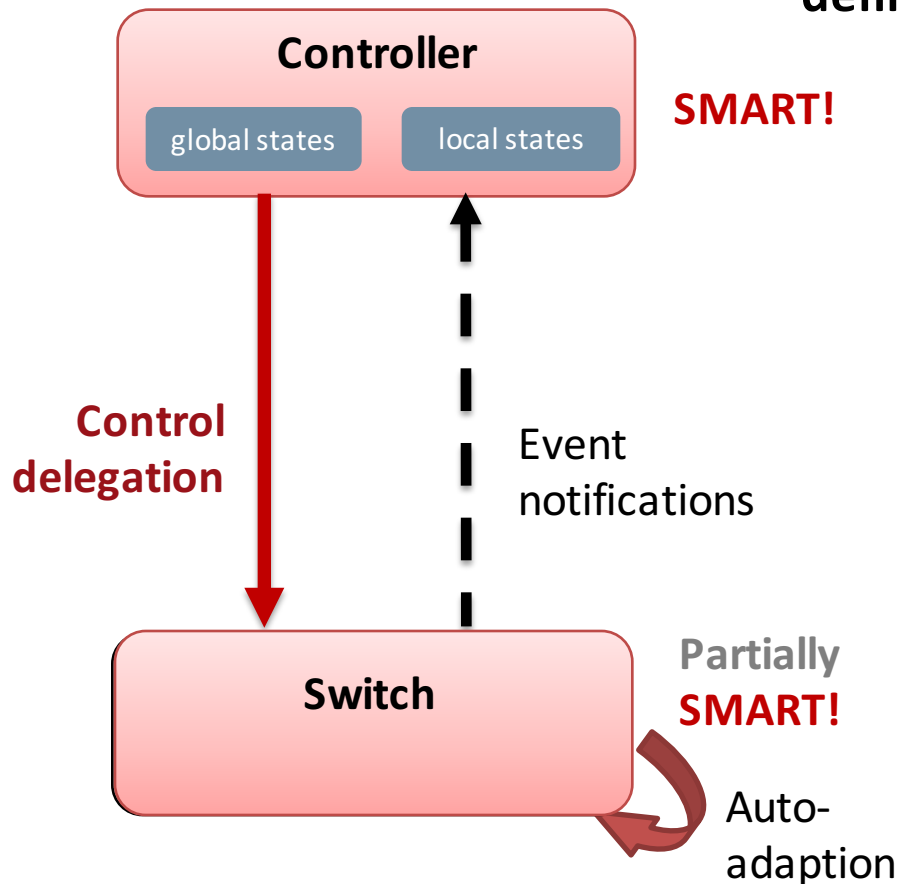 Controller
SMART!
global states
local states
Control
delegation
Event
notifications
Partially
SMART!
Switch
Auto-
adaption